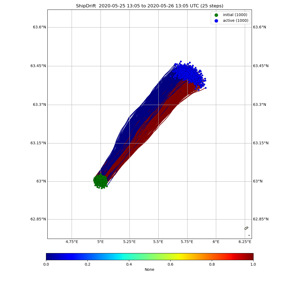 ShipDrift 2020-05-25 13:05 to 2020-05-26 13:05 UTC (25 steps)
initial (1000)
active (1000)
63.6°N 63.6°N
63.45°N 63.45°N
63.3°N 63.3°N
63.15°N 63.15°N
63°N 63°N
62.85°N 62.85°N
4.75°E 5°E 5.25°E 5.5°E 5.75°E 6°E 6.25°E
0.0 0.2 0.4 0.6 0.8 1.0
None